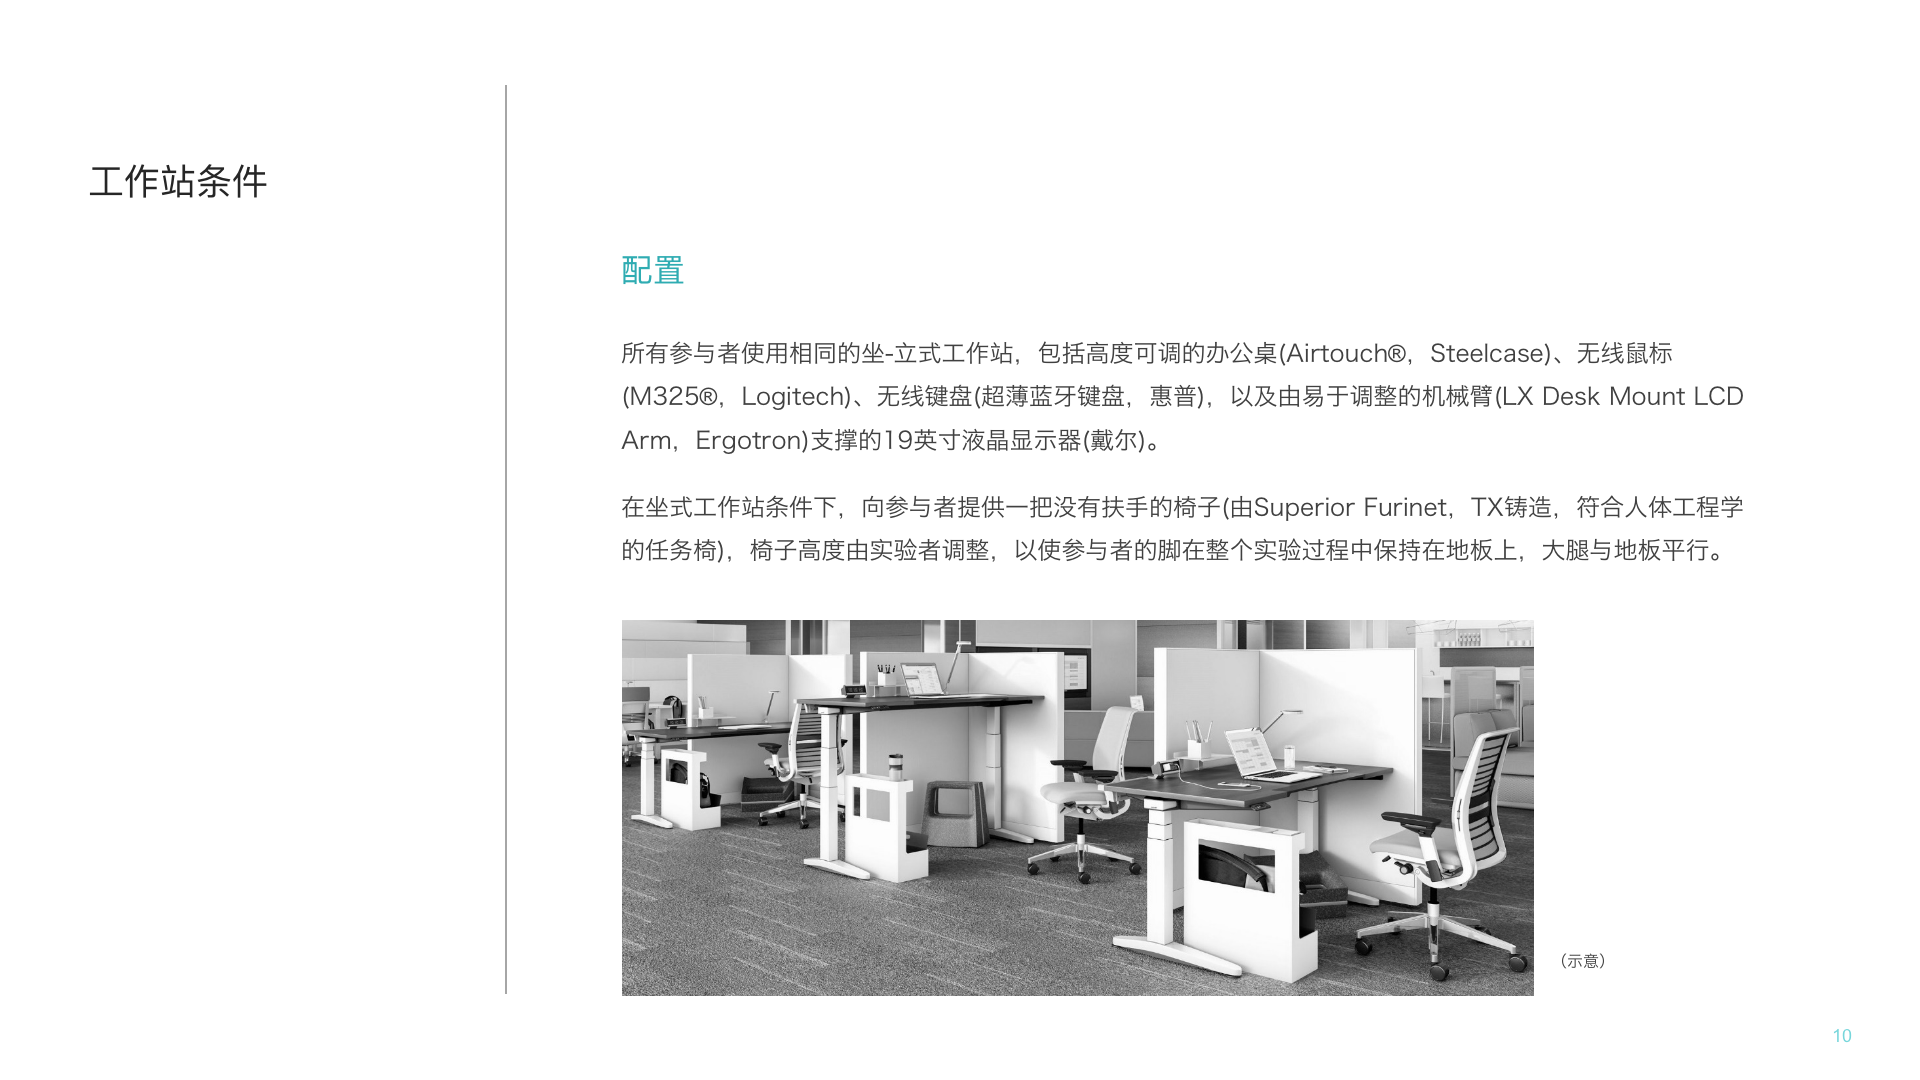 工作站条件
配置
所有参与者使用相同的坐-立式工作站，包括高度可调的办公桌(Airtouch®，Steelcase)、无线鼠标
(M325®，Logitech)、无线键盘(超薄蓝牙键盘，惠普)，以及由易于调整的机械臂(LX Desk Mount LCD
Arm，Ergotron)支撑的19英寸液晶显示器(戴尔)。
在坐式工作站条件下，向参与者提供一把没有扶手的椅子(由Superior Furinet，TX铸造，符合人体工程学
的任务椅)，椅子高度由实验者调整，以使参与者的脚在整个实验过程中保持在地板上，大腿与地板平行。
（示意）
10